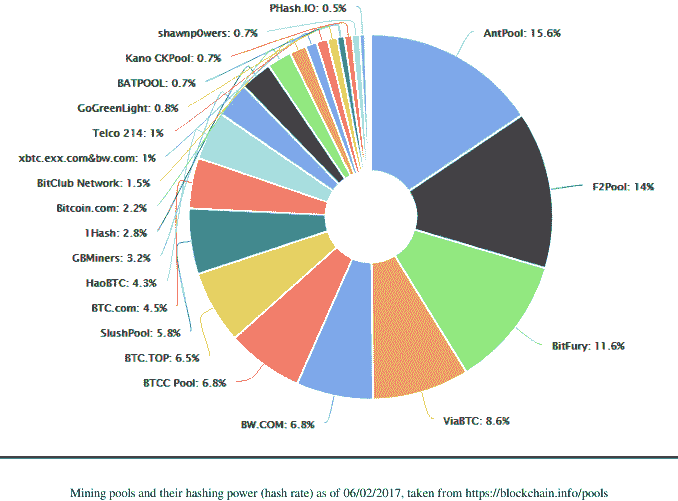 PHash.IO: 0.5%
shawnp0wers: 0.7%
Kano CKPool: 0.7%
BATPOOL: 0.7%
GoGreenLight: 0.8%
Telco 214: 1%
xbtc.exx.com&bw.com: 1%
BitClub Network: 1.5%
Bitcoin.com: 2.2%
1Hash: 2.8%
GBMiners: 3.2%
HaoBTC: 4.3%
BTC.com: 4.5%
SlushPool: 5.8%
BTC.TOP: 6.5%
BTCC Pool: 6.8%
BW.COM: 6.8%
AntPool: 15.6%
F2Pool: 14%
BitFury: 11.6%
ViaBTC: 8.6%
Mining pools and their hashing power (hash rate) as of 06/02/2017, taken from https://blockchain.info/pools